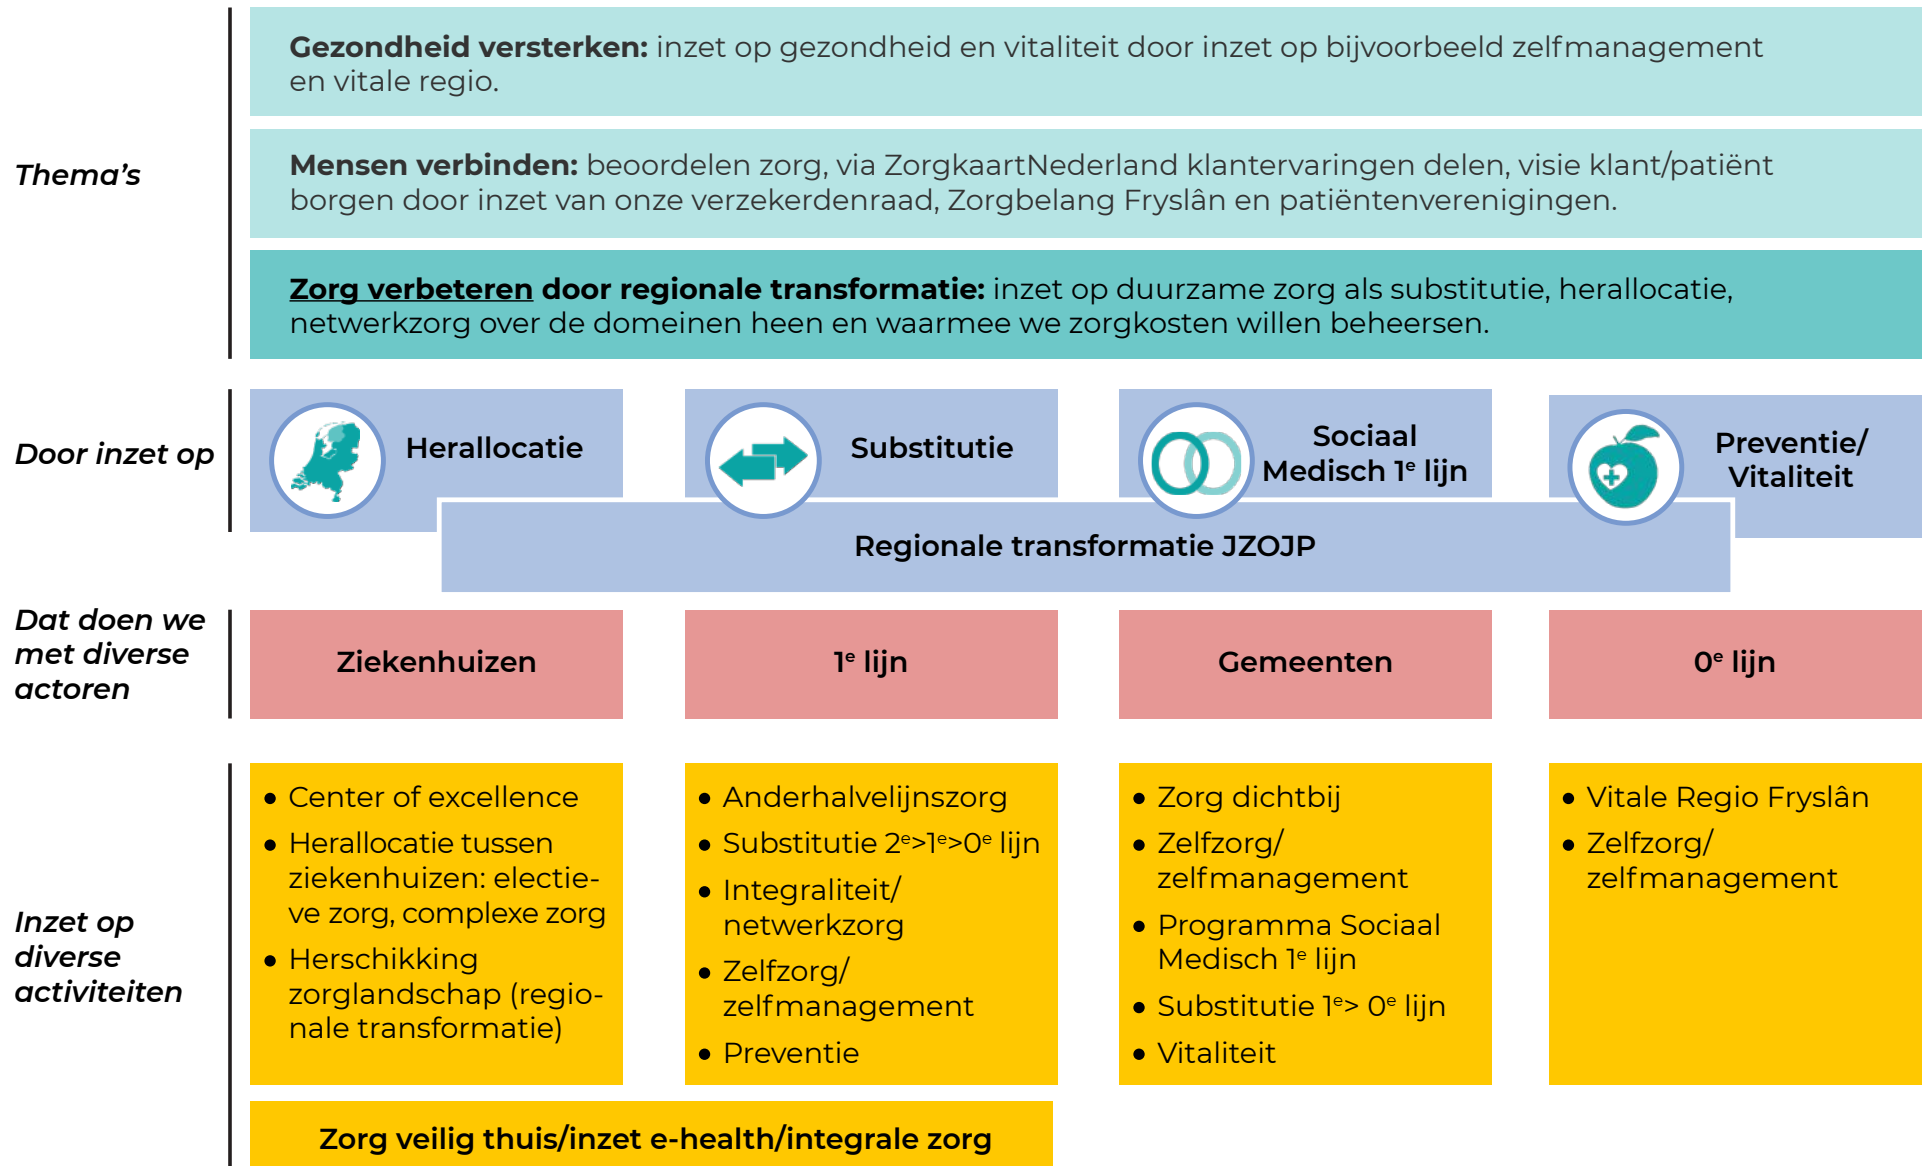 Thema's
Gezondheid versterken: inzet op gezondheid en vitaliteit door inzet op bijvoorbeeld zelfmanagement
en vitale regio.
Mensen verbinden: beoordelen zorg, via ZorgkaartNederland klantervaringen delen, visie klant/patiënt
borgen door inzet van onze verzekerdenraad, Zorgbelang Fryslân en patiëntenverenigingen.
Zorg verbeteren door regionale transformatie: inzet op duurzame zorg als substitutie, herallocatie,
netwerkzorg over de domeinen heen en waarmee we zorgkosten willen beheersen.
Door inzet op
Herallocatie
Substitutie
Sociaal
Medisch 1e lijn
Preventie/
Vitaliteit
Regionale transformatie JZOJP
Dat doen we
met diverse
actoren
Ziekenhuizen
1e lijn
Gemeenten
0e lijn
Inzet op
diverse
activiteiten
• Center of excellence
• Herallocatie tussen
ziekenhuizen: electie-
ve zorg, complexe zorg
• Herschikking
zorglandschap (regio-
nale transformatie)
• Anderhalvelijnszorg
• Substitutie 2e>1e>0e lijn
• Integraliteit/
netwerkzorg
• Zelfzorg/
zelfmanagement
• Preventie
• Zorg dichtbij
• Zelfzorg/
zelfmanagement
• Programma Sociaal
Medisch 1e lijn
• Substitutie 1e> 0e lijn
• Vitaliteit
• Vitale Regio Fryslân
• Zelfzorg/
zelfmanagement
Zorg veilig thuis/inzet e-health/integrale zorg